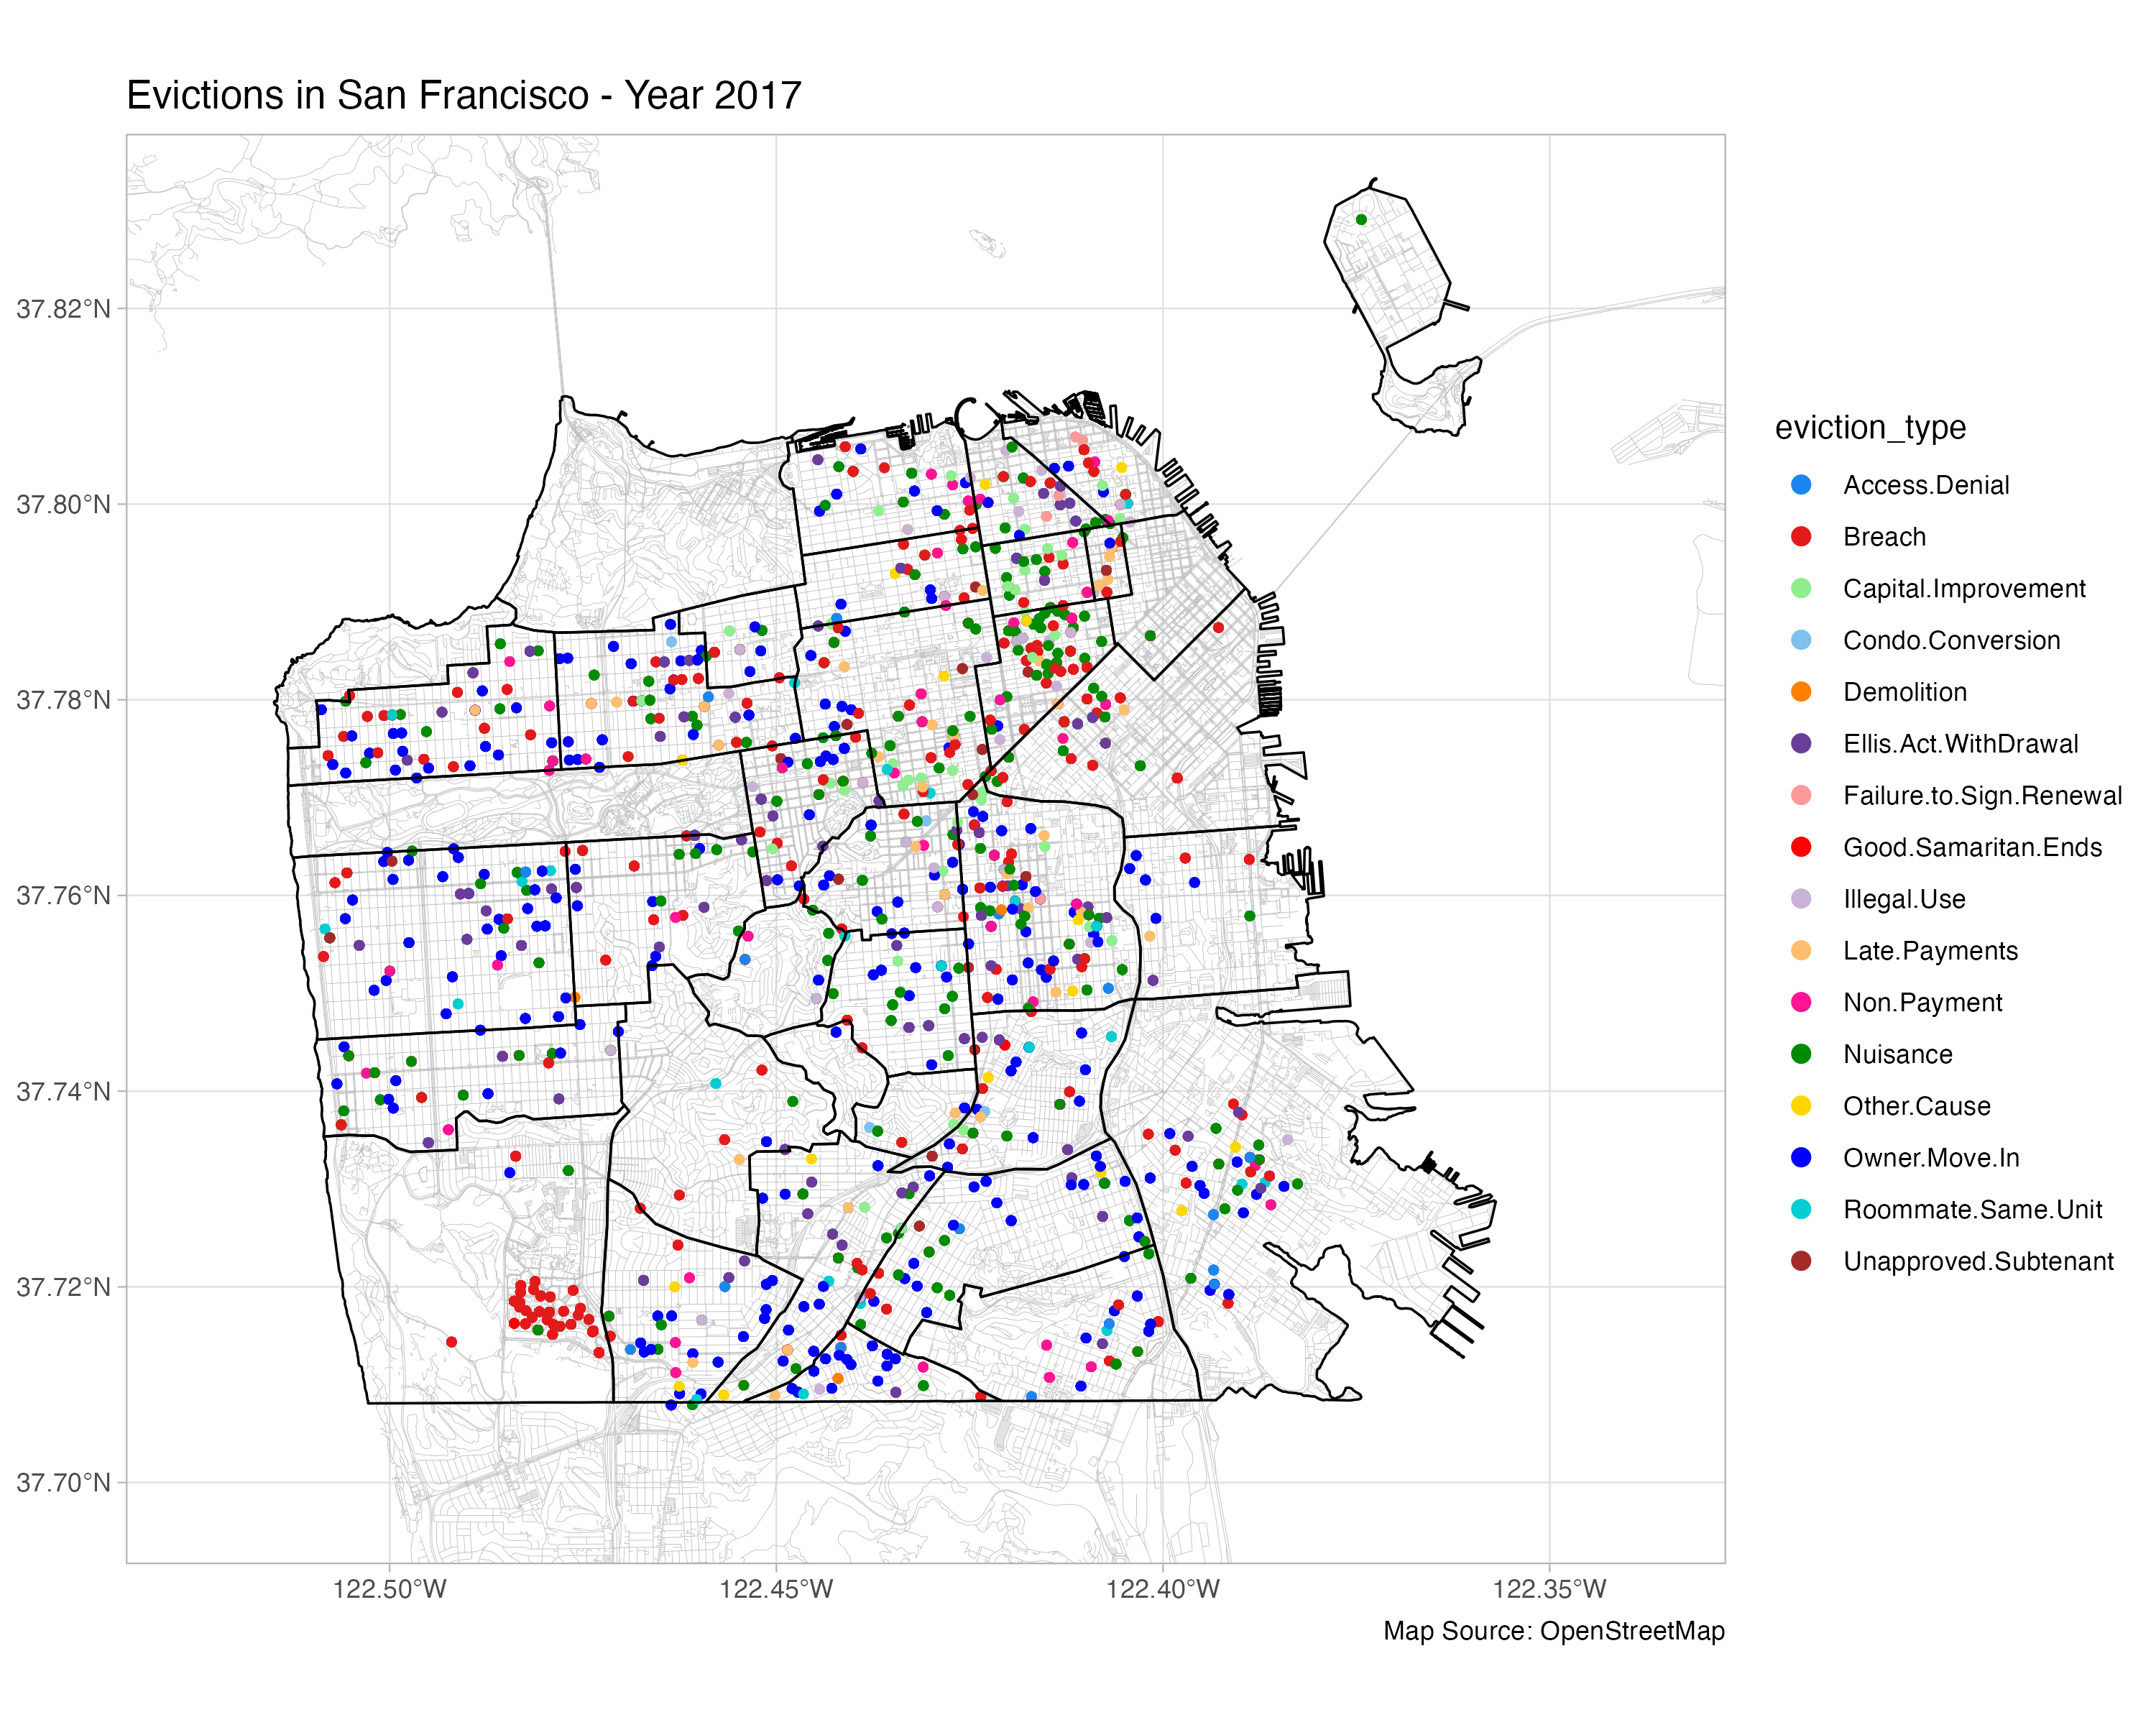 Evictions in San Francisco - Year 2017
37.82°N
37.80°N
37.78°N
37.76°N
37.74°N
37.72°N
37.70°N
122.50°W
122.45°W
122.40°W
122.35°W
Map Source: OpenStreetMap
eviction_type
Access.Denial
Breach
Capital.Improvement
Condo.Conversion
Demolition
Ellis.Act.WithDrawal
Failure.to.Sign.Renewal
Good.Samaritan.Ends
Illegal.Use
Late.Payments
Non.Payment
Nuisance
Other.Cause
Owner.Move.In
Roommate.Same.Unit
Unapproved.Subtenant